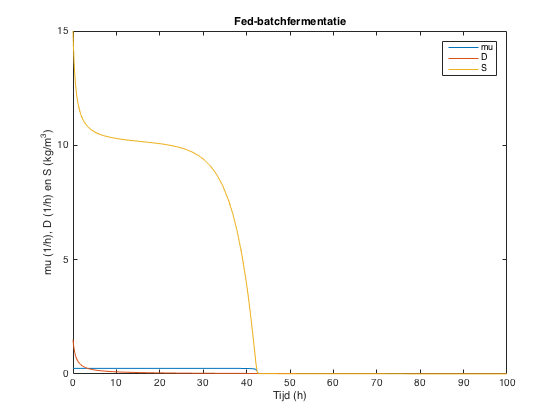 Fed-batchfermentatie
mu
D
S
mu (1/h), D (1/h) en S (kg/m³)
15
10
5
0
0 10 20 30 40 50 60 70 80 90 100
Tijd (h)